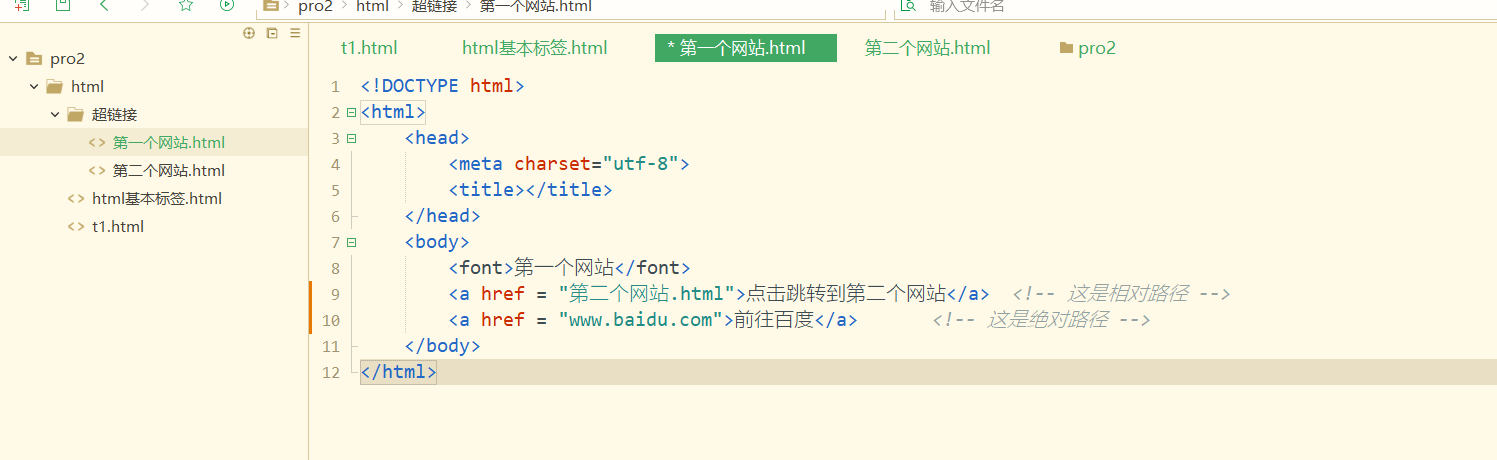 pro2 > html > 超链接 > 第一个网站.html
输入文件名
pro2
html
超链接
第一个网站.html
第二个网站.html
html基本标签.html
t1.html
t1.html html基本标签.html * 第一个网站.html 第二个网站.html pro2
1 <!DOCTYPE html>
2 <html>
3 <head>
4 <meta charset="utf-8">
5 <title></title>
6 </head>
7 <body>
8 <font>第一个网站</font>
9 <a href = "第二个网站.html">点击跳转到第二个网站</a> <!-- 这是相对路径 -->
10 <a href = "www.baidu.com">前往百度</a> <!-- 这是绝对路径 -->
11 </body>
12 </html>